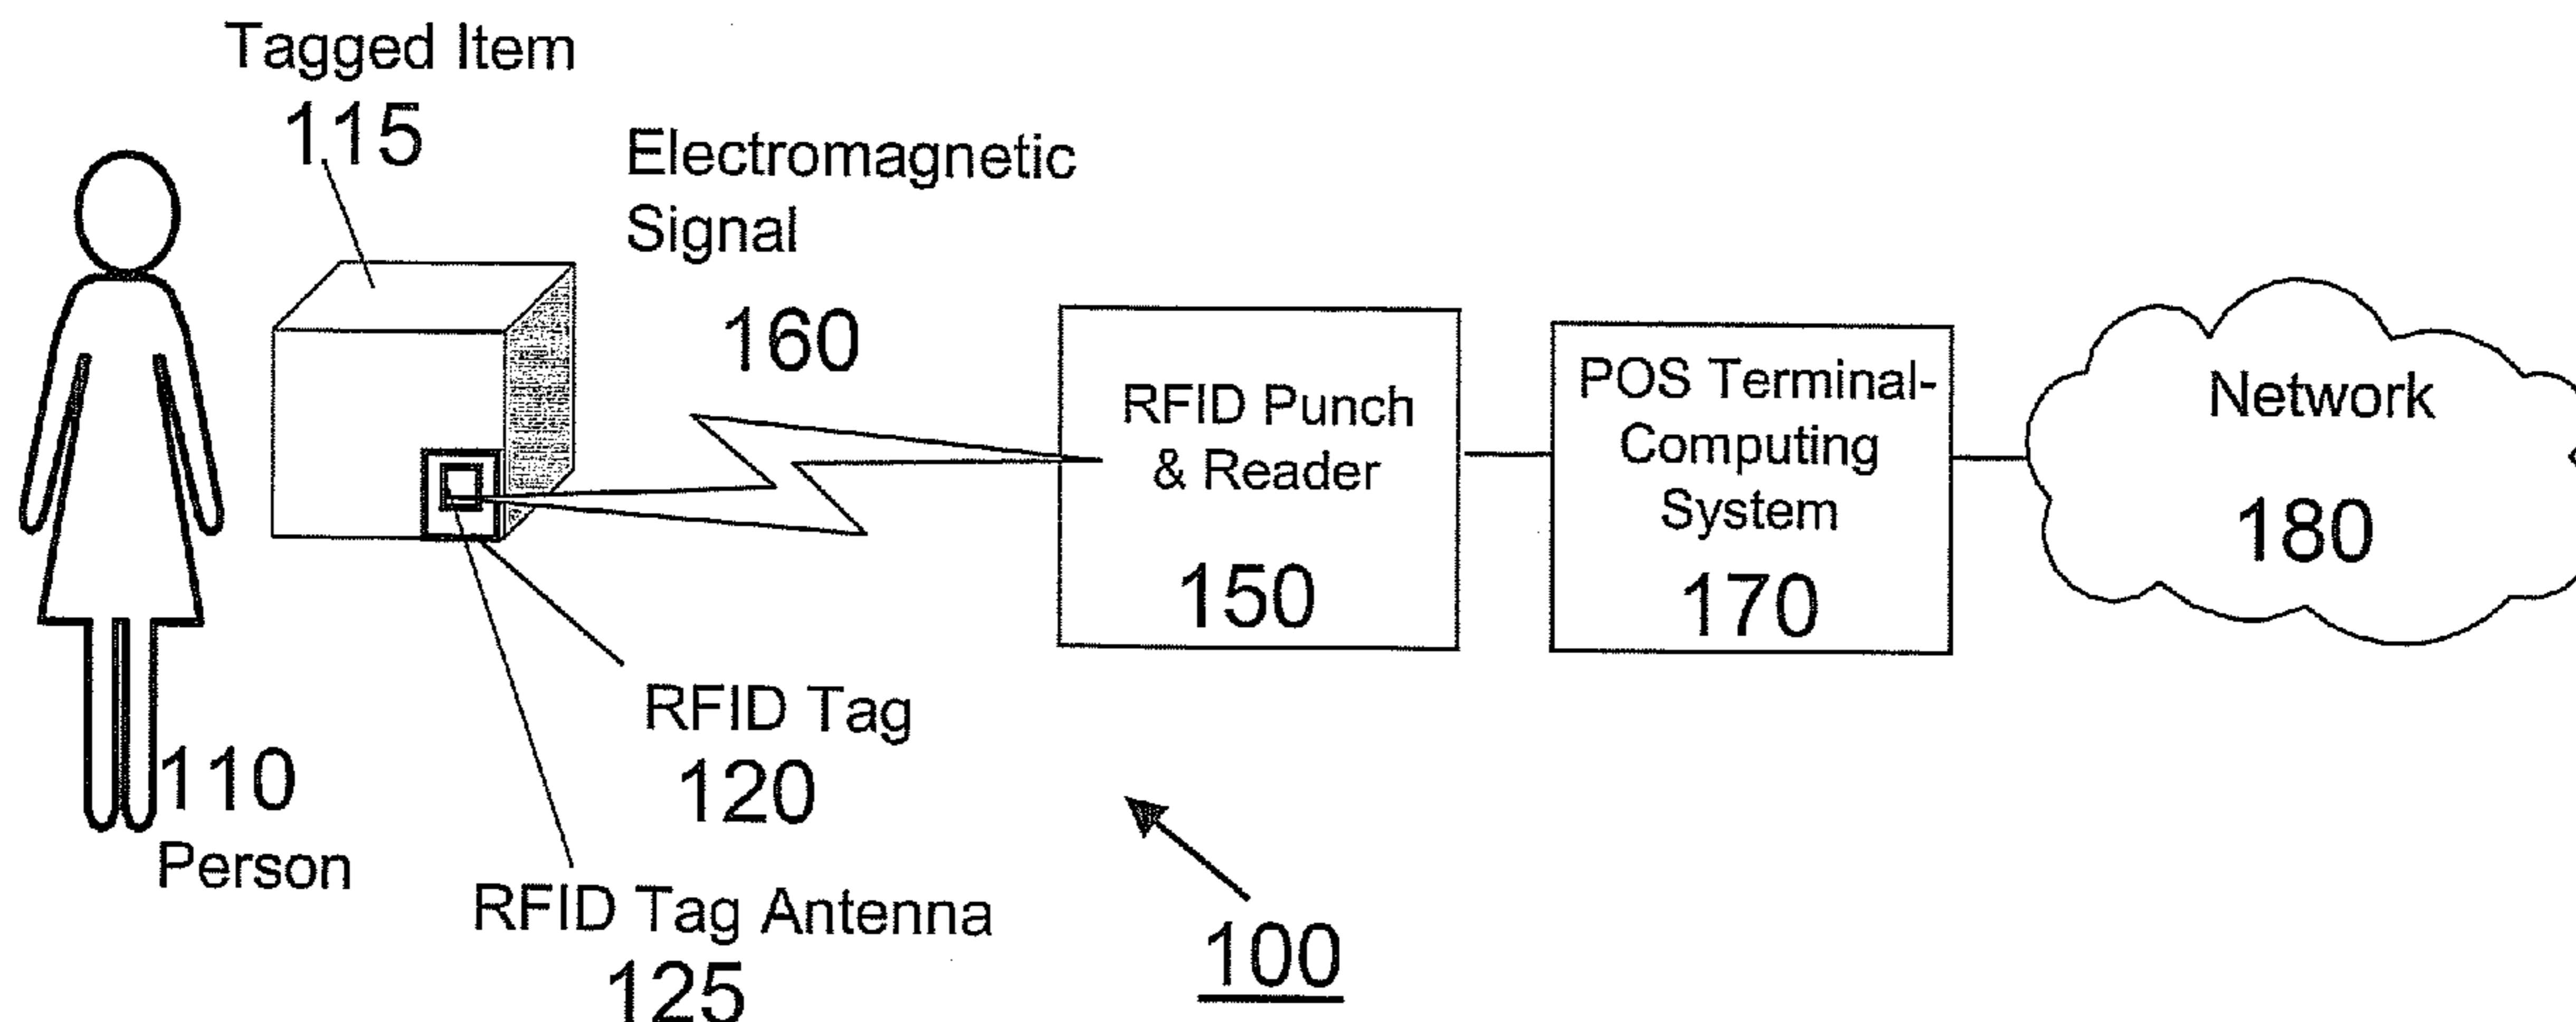 Tagged Item
115
Electromagnetic
Signal
160
RFID Punch
& Reader
150
POS Terminal-
Computing
System
170
Network
180
RFID Tag
120
110
Person
RFID Tag Antenna
125
100